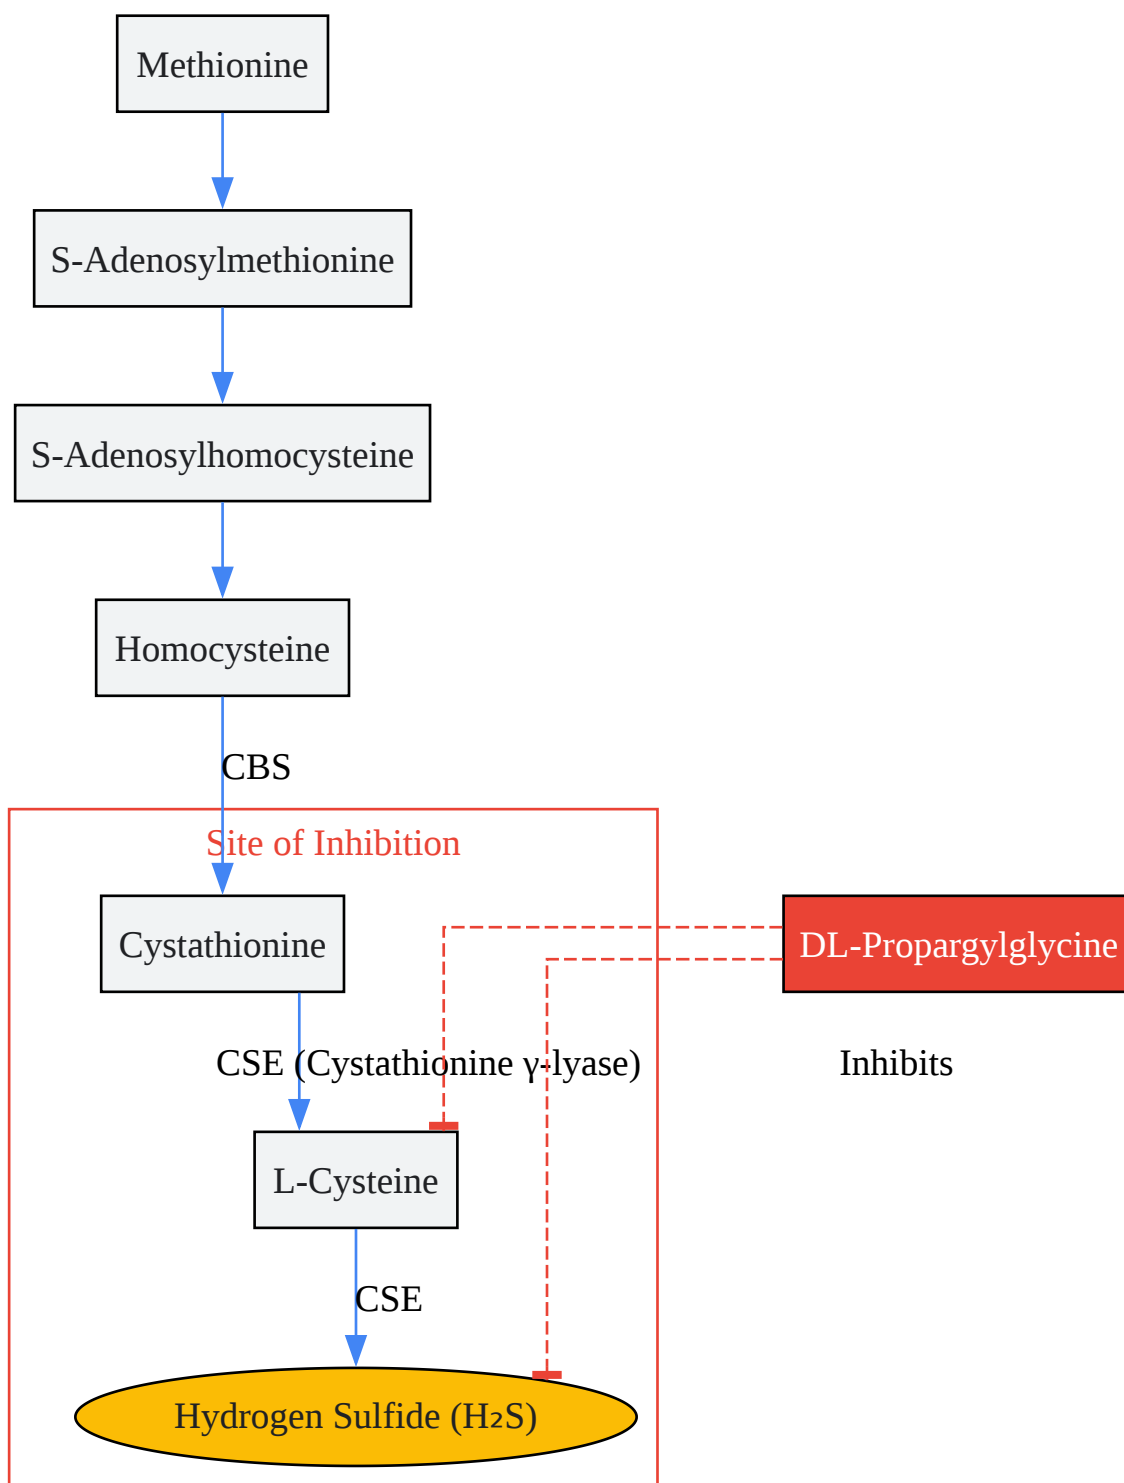 Methionine
S-Adenosylmethionine
S-Adenosylhomocysteine
Homocysteine
CBS
Site of Inhibition
Cystathionine
DL-Propargylglycine
CSE (Cystathionine γ-lyase)
Inhibits
L-Cysteine
CSE
Hydrogen Sulfide (H₂S)